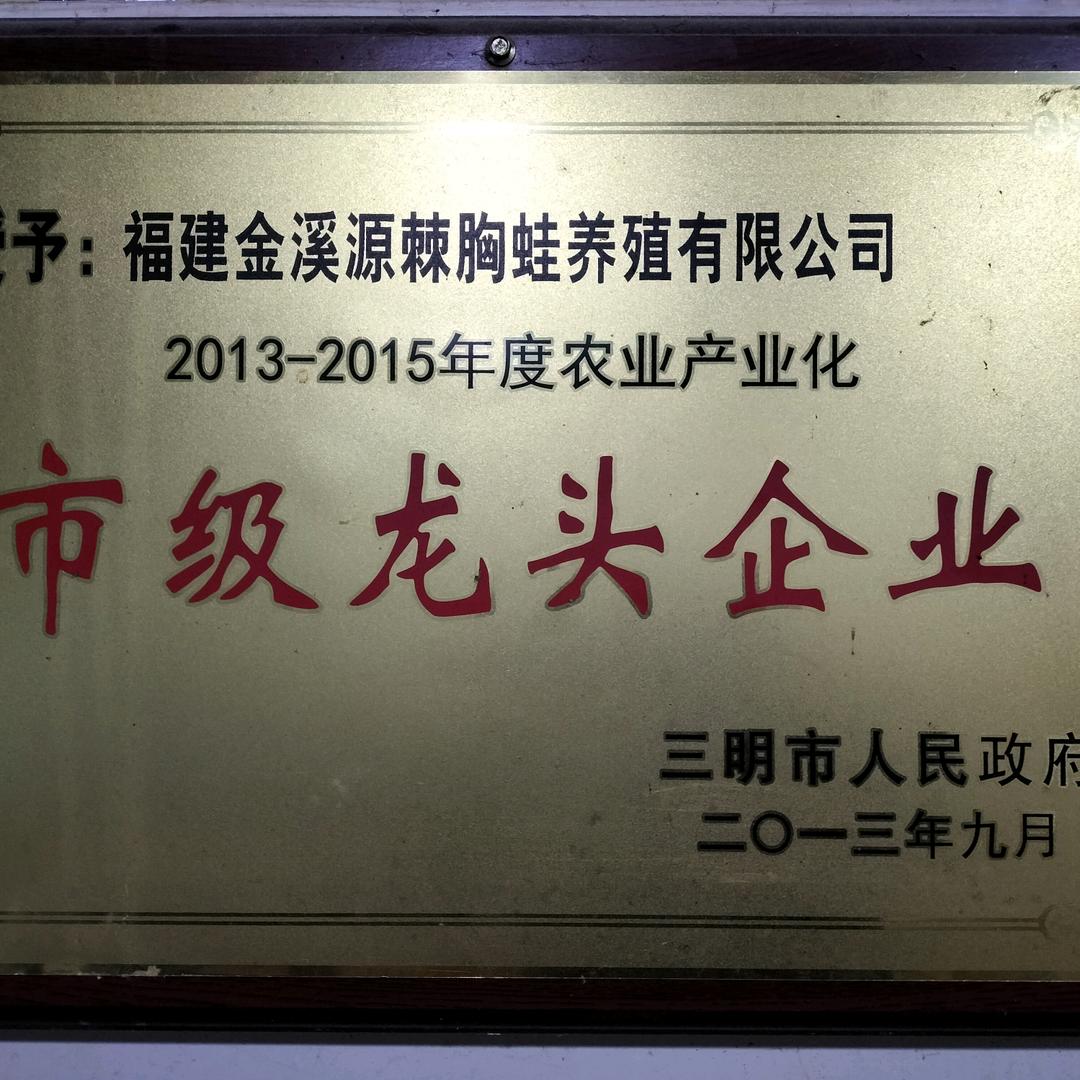 授予：福建金溪源棘胸蛙养殖有限公司
2013-2015年度农业产业化
市级龙头企业
三明市人民政府
二〇一三年九月